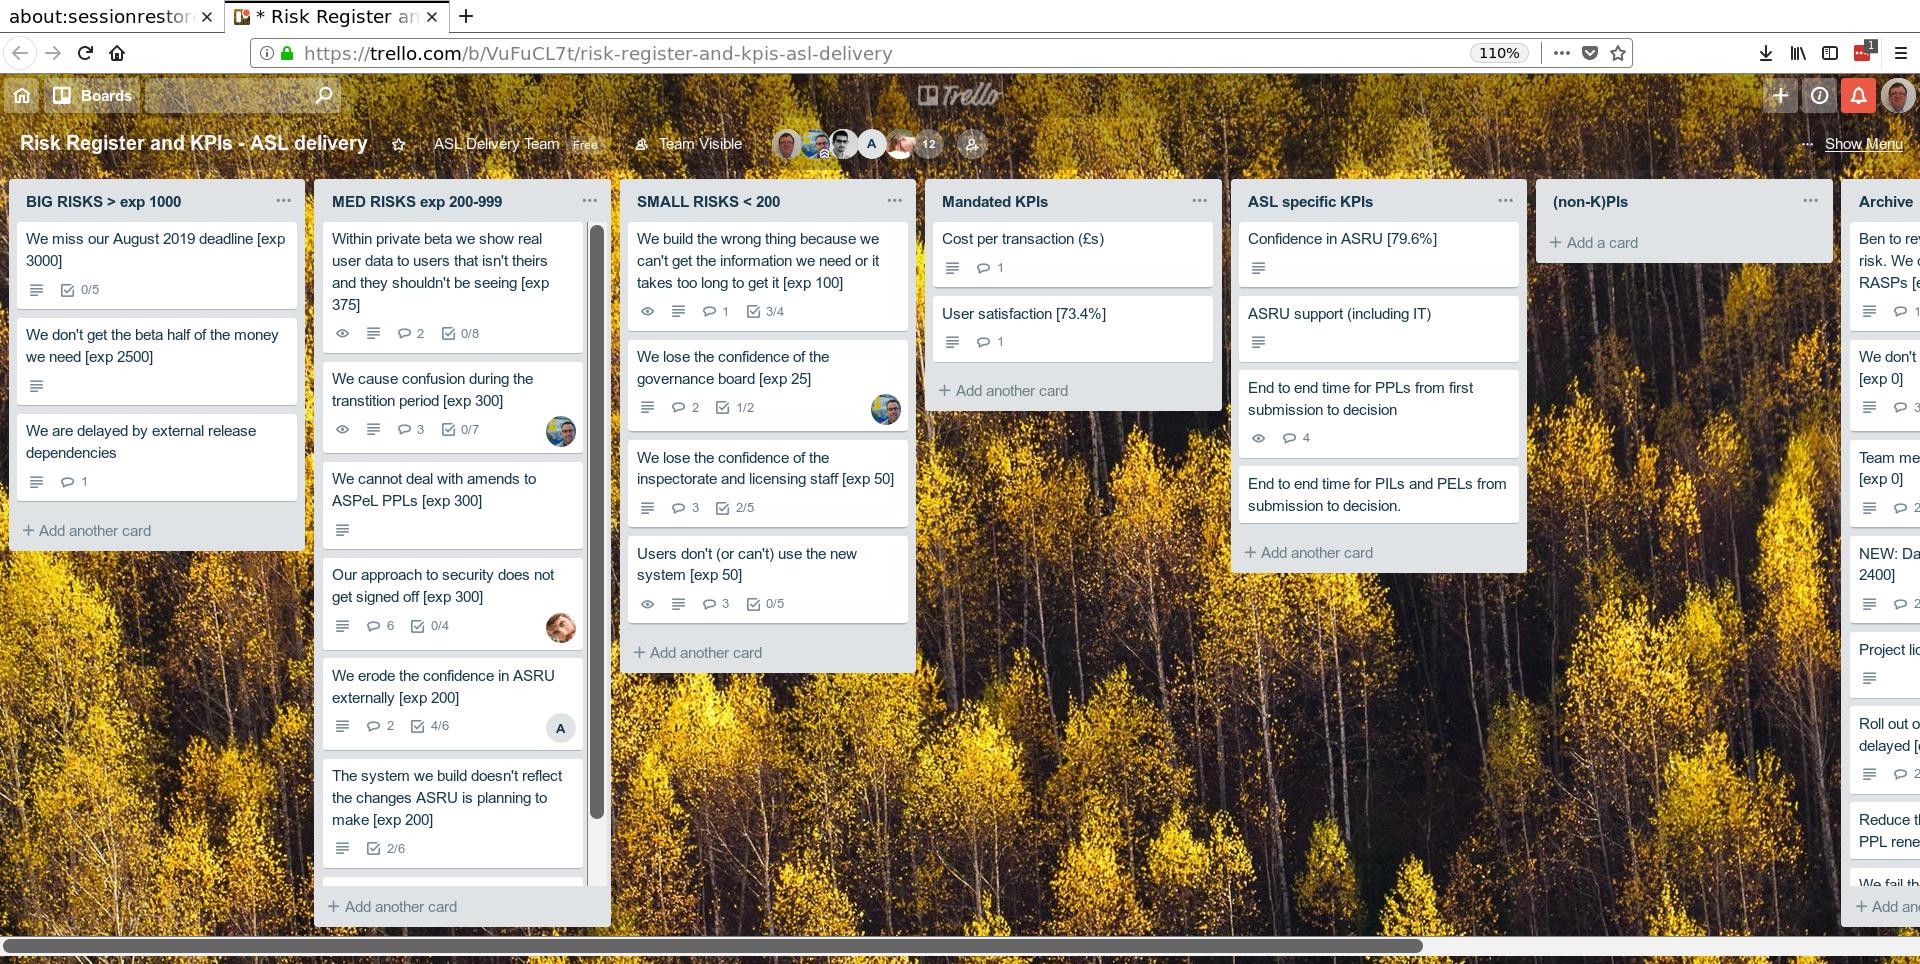 about:sessionrestore
* Risk Register an
https://trello.com/b/VuFuCL7t/risk-register-and-kpis-asl-delivery
110%
1
Boards
Trello
Risk Register and KPIs - ASL delivery
ASL Delivery Team Free
Team Visible
A
12
Show Menu
BIG RISKS > exp 1000
We miss our August 2019 deadline [exp
3000]
0/5
We don't get the beta half of the money
we need [exp 2500]
We are delayed by external release
dependencies
1
+ Add another card
MED RISKS exp 200-999
Within private beta we show real
user data to users that isn't theirs
and they shouldn't be seeing [exp
375]
2 0/8
We cause confusion during the
transtition period [exp 300]
3 0/7
We cannot deal with amends to
ASPeL PPLs [exp 300]
Our approach to security does not
get signed off [exp 300]
6 0/4
We erode the confidence in ASRU
externally [exp 200]
2 4/6
A
The system we build doesn't reflect
the changes ASRU is planning to
make [exp 200]
2/6
+ Add another card
SMALL RISKS < 200
We build the wrong thing because we
can't get the information we need or it
takes too long to get it [exp 100]
1 3/4
We lose the confidence of the
governance board [exp 25]
2 1/2
We lose the confidence of the
inspectorate and licensing staff [exp 50]
3 2/5
Users don't (or can't) use the new
system [exp 50]
3 0/5
+ Add another card
Mandated KPIs
Cost per transaction (£s)
1
User satisfaction [73.4%]
1
+ Add another card
ASL specific KPIs
Confidence in ASRU [79.6%]
ASRU support (including IT)
End to end time for PPLs from first
submission to decision
4
End to end time for PILs and PELs from
submission to decision.
+ Add another card
(non-K)PIs
+ Add a card
Archive
Ben to re
risk. We
RASPs [e
1
We don't
[exp 0]
3
Team me
[exp 0]
2
NEW: Da
2400]
2
Project lic
Roll out o
delayed [
2
Reduce th
PPL rene
We fail th
+ Add an